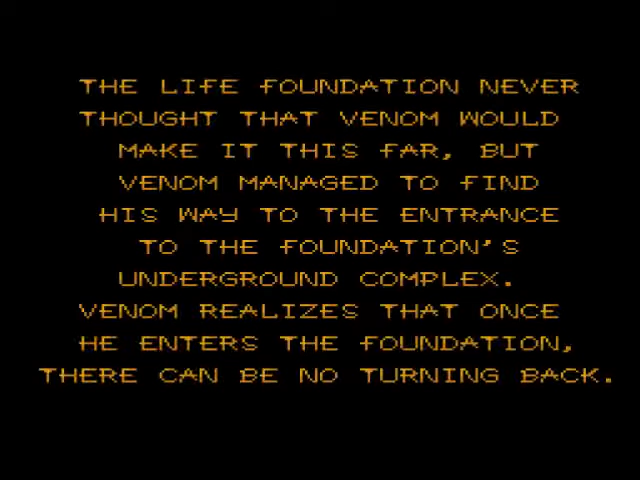 THE LIFE FOUNDATION NEVER
THOUGHT THAT VENOM WOULD
MAKE IT THIS FAR, BUT
VENOM MANAGED TO FIND
HIS WAY TO THE ENTRANCE
TO THE FOUNDATION'S
UNDERGROUND COMPLEX.
VENOM REALIZES THAT ONCE
HE ENTERS THE FOUNDATION,
THERE CAN BE NO TURNING BACK.